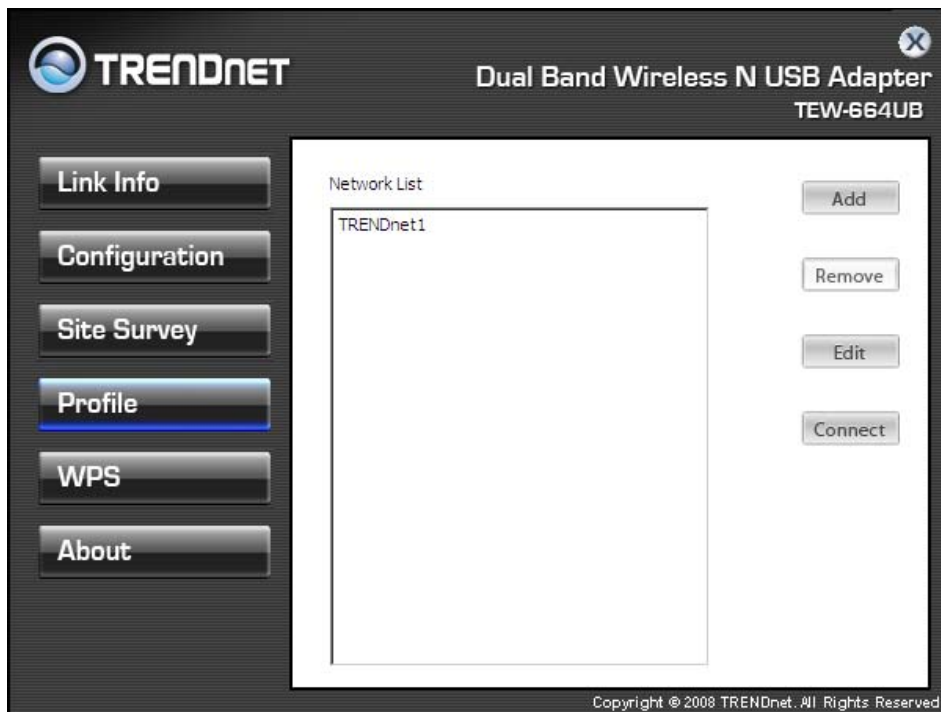 TRENDNET
Dual Band Wireless N USB Adapter
TEW-664UB
Link Info
Configuration
Site Survey
Profile
WPS
About
Network List
TRENDnet1
Add
Remove
Edit
Connect
Copyright © 2008 TRENDnet. All Rights Reserved